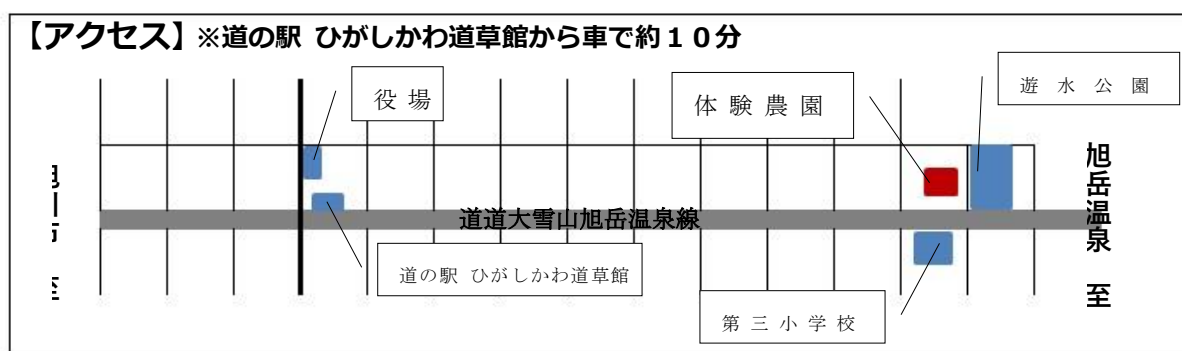 【アクセス】※道の駅 ひがしかわ道草館から車で約１０分
役場
体験農園
遊水公園
旭岳温泉 至
道道大雪山旭岳温泉線
道の駅 ひがしかわ道草館
第三小学校